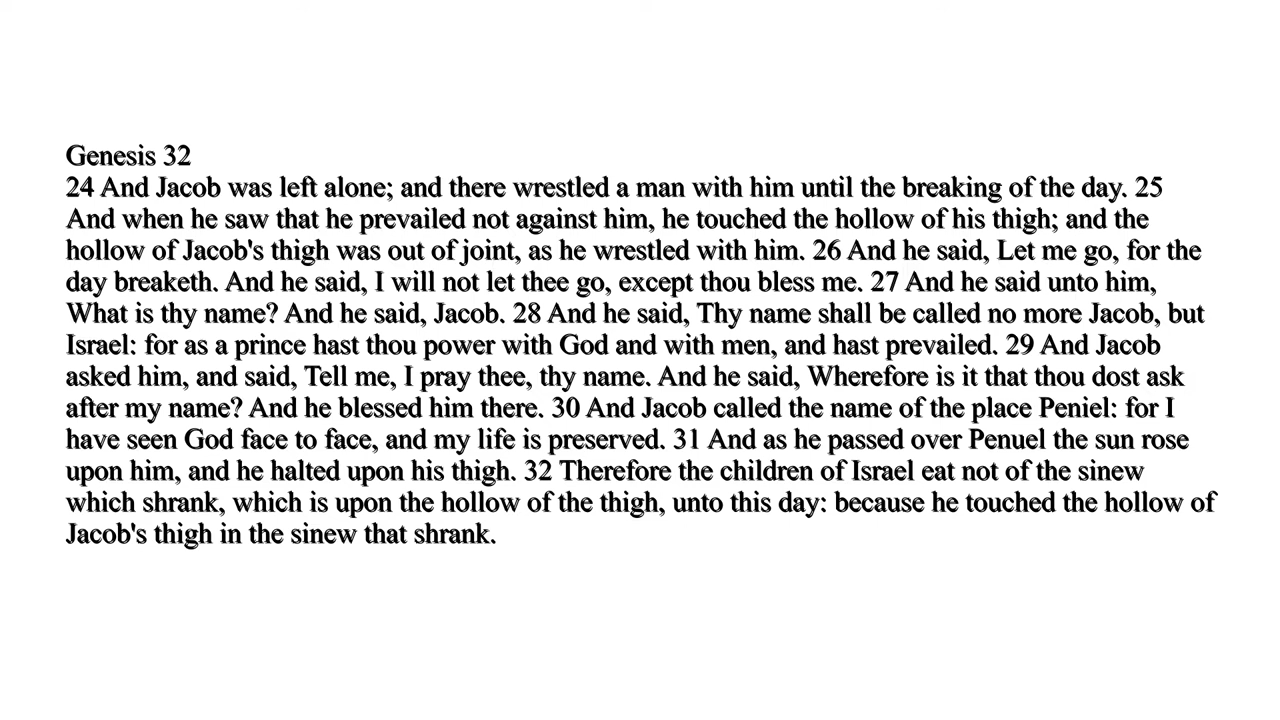 Genesis 32
24 And Jacob was left alone; and there wrestled a man with him until the breaking of the day. 25
And when he saw that he prevailed not against him, he touched the hollow of his thigh; and the
hollow of Jacob's thigh was out of joint, as he wrestled with him. 26 And he said, Let me go, for the
day breaketh. And he said, I will not let thee go, except thou bless me. 27 And he said unto him,
What is thy name? And he said, Jacob. 28 And he said, Thy name shall be called no more Jacob, but
Israel: for as a prince hast thou power with God and with men, and hast prevailed. 29 And Jacob
asked him, and said, Tell me, I pray thee, thy name. And he said, Wherefore is it that thou dost ask
after my name? And he blessed him there. 30 And Jacob called the name of the place Peniel: for I
have seen God face to face, and my life is preserved. 31 And as he passed over Penuel the sun rose
upon him, and he halted upon his thigh. 32 Therefore the children of Israel eat not of the sinew
which shrank, which is upon the hollow of the thigh, unto this day: because he touched the hollow of
Jacob's thigh in the sinew that shrank.